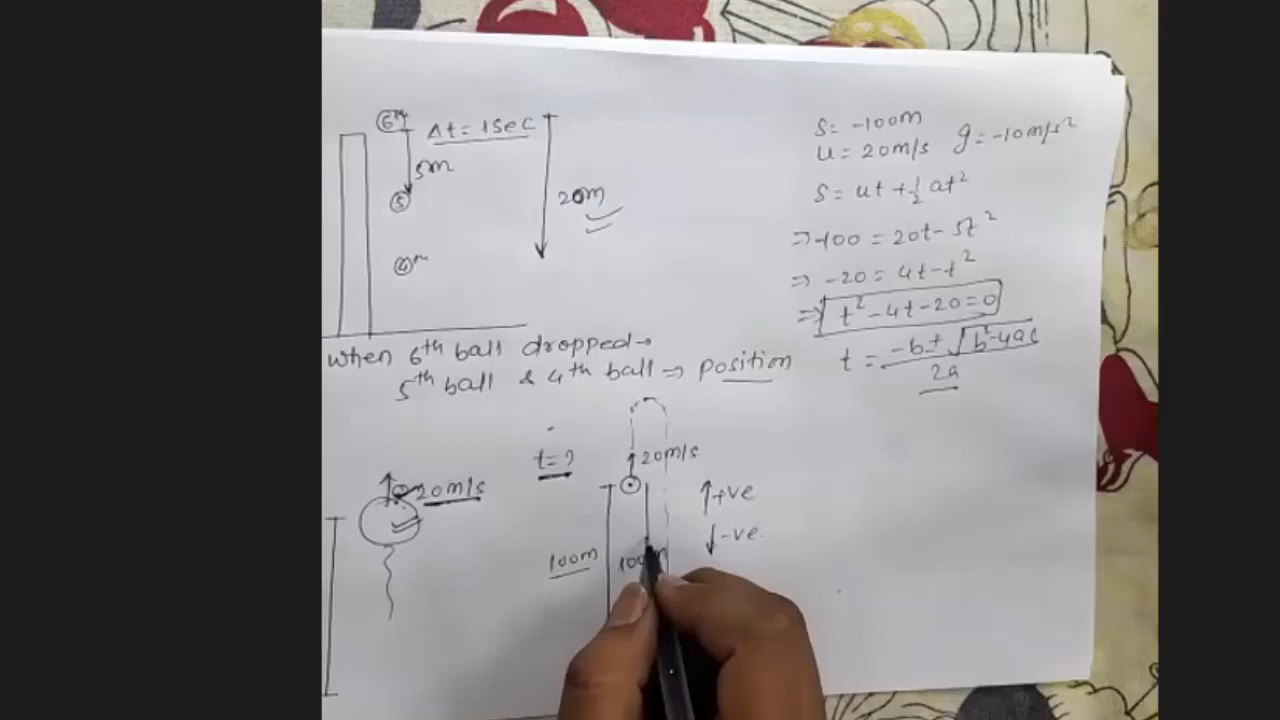 6th Δt = 1sec
5m
5
20m
4th
when 6th ball dropped→
5th ball & 4th ball ⇒ position
20m/s
t = ?
20m/s
100m
100m
↑+ve
↓-ve
S = -100m
u = 20m/s g = -10m/s²
S = ut + ½ at²
⇒ -100 = 20t - 5t²
⇒ -20 = 4t - t²
⇒ t² - 4t - 20 = 0
t = -b ± √b²-4ac
2a